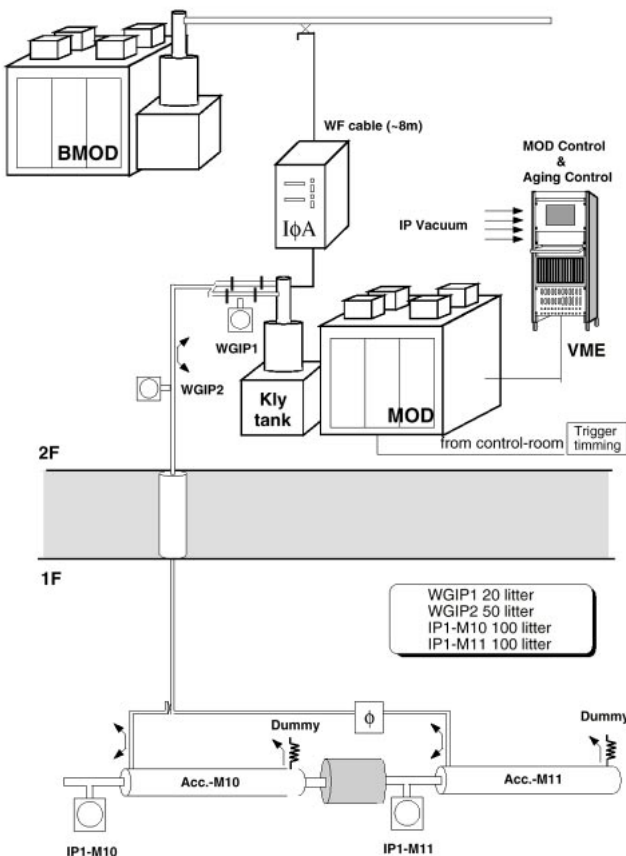 BMOD
WF cable (~8m)
IϕA
MOD Control
&
Aging Control
IP Vacuum
VME
WGIP1
WGIP2
Kly
tank
MOD
from control-room
Trigger
timming
2F
1F
WGIP1 20 litter
WGIP2 50 litter
IP1-M10 100 litter
IP1-M11 100 litter
ϕ
Dummy
Dummy
Acc.-M10
Acc.-M11
IP1-M10
IP1-M11